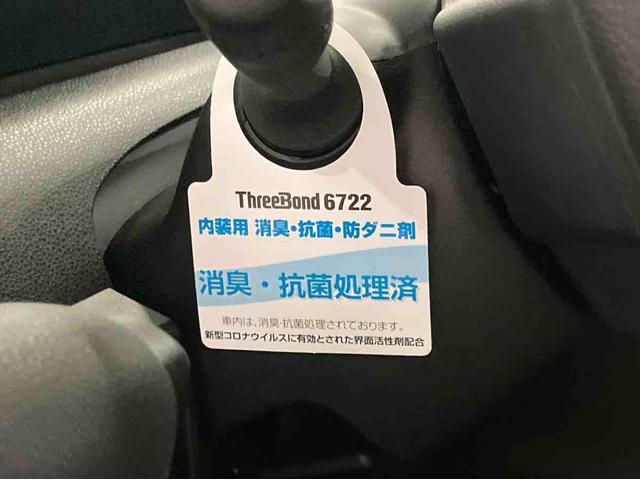 ThreeBond 6722
内装用 消臭・抗菌・防ダニ剤
消臭・抗菌処理済
車内は、消臭・抗菌処理されております。
新型コロナウイルスに有効とされた界面活性剤配合